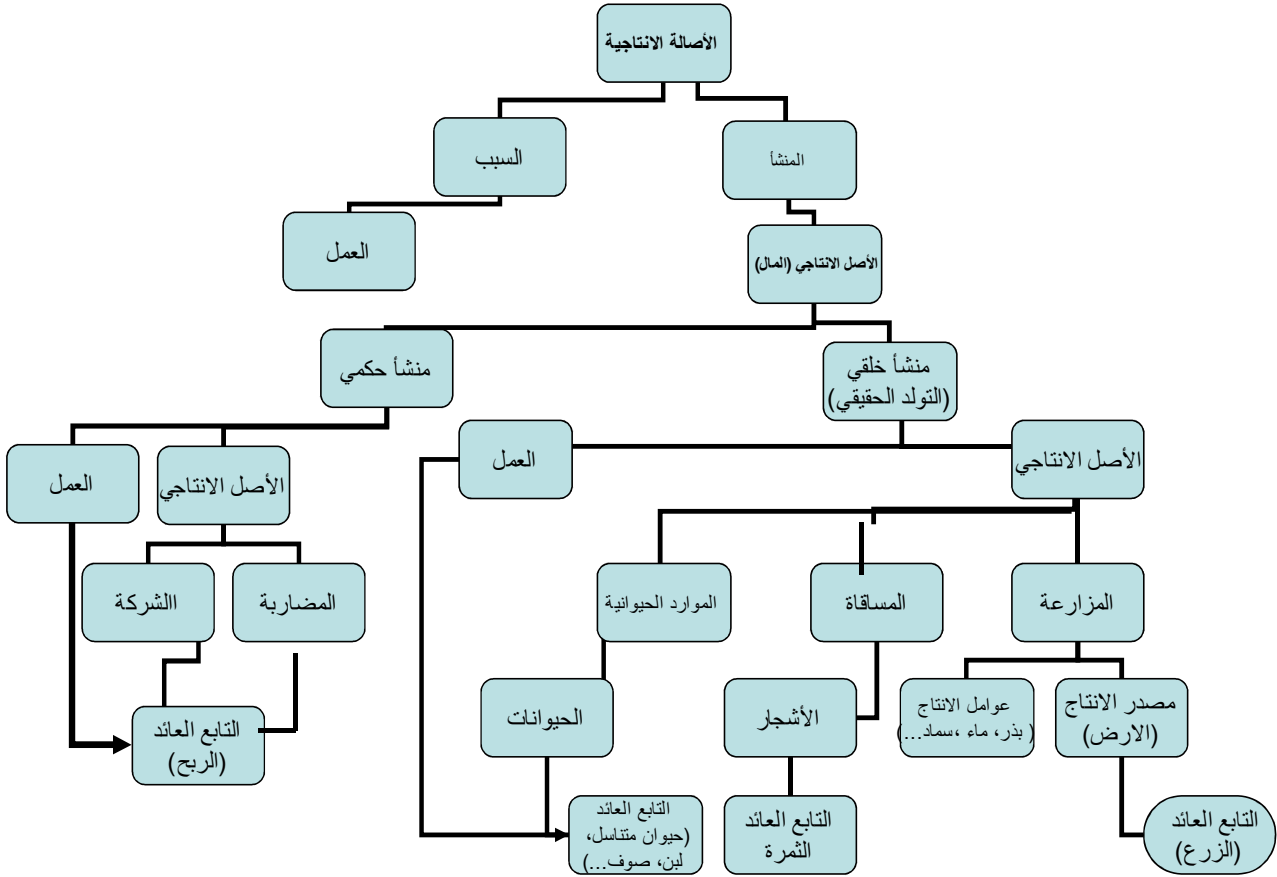 الأصالة الانتاجية
المنشأ
السبب
العمل
الأصل الانتاجي (المال)
منشأ خلقي
(التولد الحقيقي)
منشأ حكمي
الأصل الانتاجي
العمل
الأصل الانتاجي
العمل
المزارعة
المساقاة
الموارد الحيوانية
المضاربة
االشركة
مصدر الانتاج
(الارض)
عوامل الانتاج
( بذر، ماء ،سماد...)
الأشجار
الحيوانات
التابع العائد
(الربح)
التابع العائد
(الزرع)
التابع العائد
الثمرة
التابع العائد
(حيوان متناسل،
لبن، صوف...)